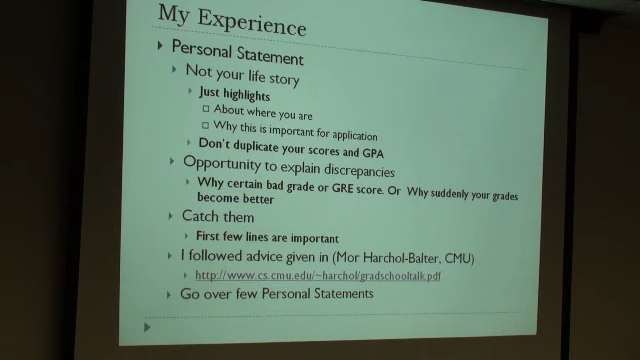 My Experience
Personal Statement
Not your life story
Just highlights
About where you are
Why this is important for application
Don't duplicate your scores and GPA
Opportunity to explain discrepancies
Why certain bad grade or GRE score. Or Why suddenly your grades
become better
Catch them
First few lines are important
I followed advice given in (Mor Harchol-Balter, CMU)
http://www.cs.cmu.edu/~harchol/gradschooltalk.pdf
Go over few Personal Statements